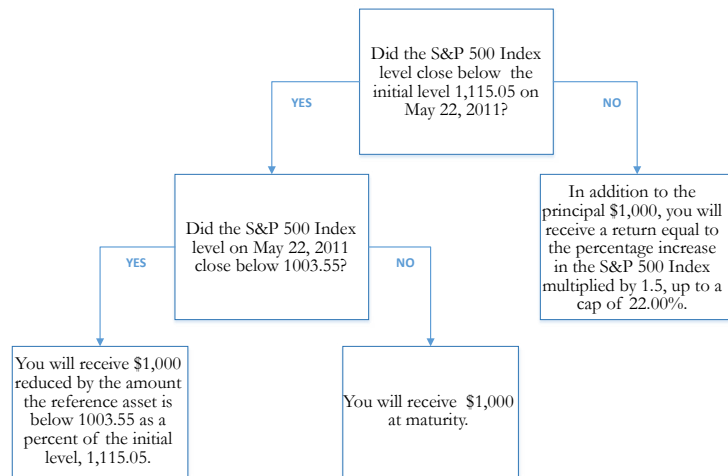 Did the S&P 500 Index
level close below the
initial level 1,115.05 on
May 22, 2011?
YES
NO
Did the S&P 500 Index
level on May 22, 2011
close below 1003.55?
In addition to the
principal $1,000, you will
receive a return equal to
the percentage increase
in the S&P 500 Index
multiplied by 1.5, up to a
cap of 22.00%.
YES
NO
You will receive $1,000
reduced by the amount
the reference asset is
below 1003.55 as a
percent of the initial
level, 1,115.05.
You will receive $1,000
at maturity.